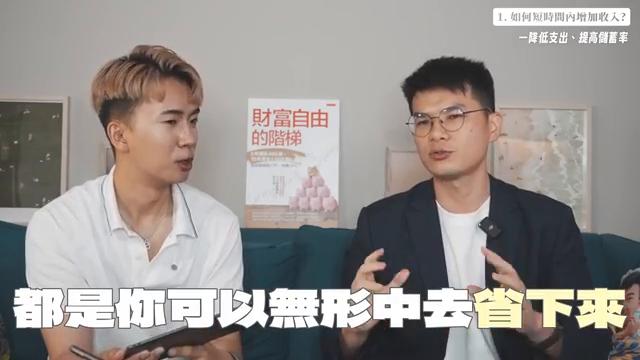 1. 如何短時間內增加收入?
—降低支出、提高儲蓄率
財富自由
的階梯
都是你可以無形中去省下來